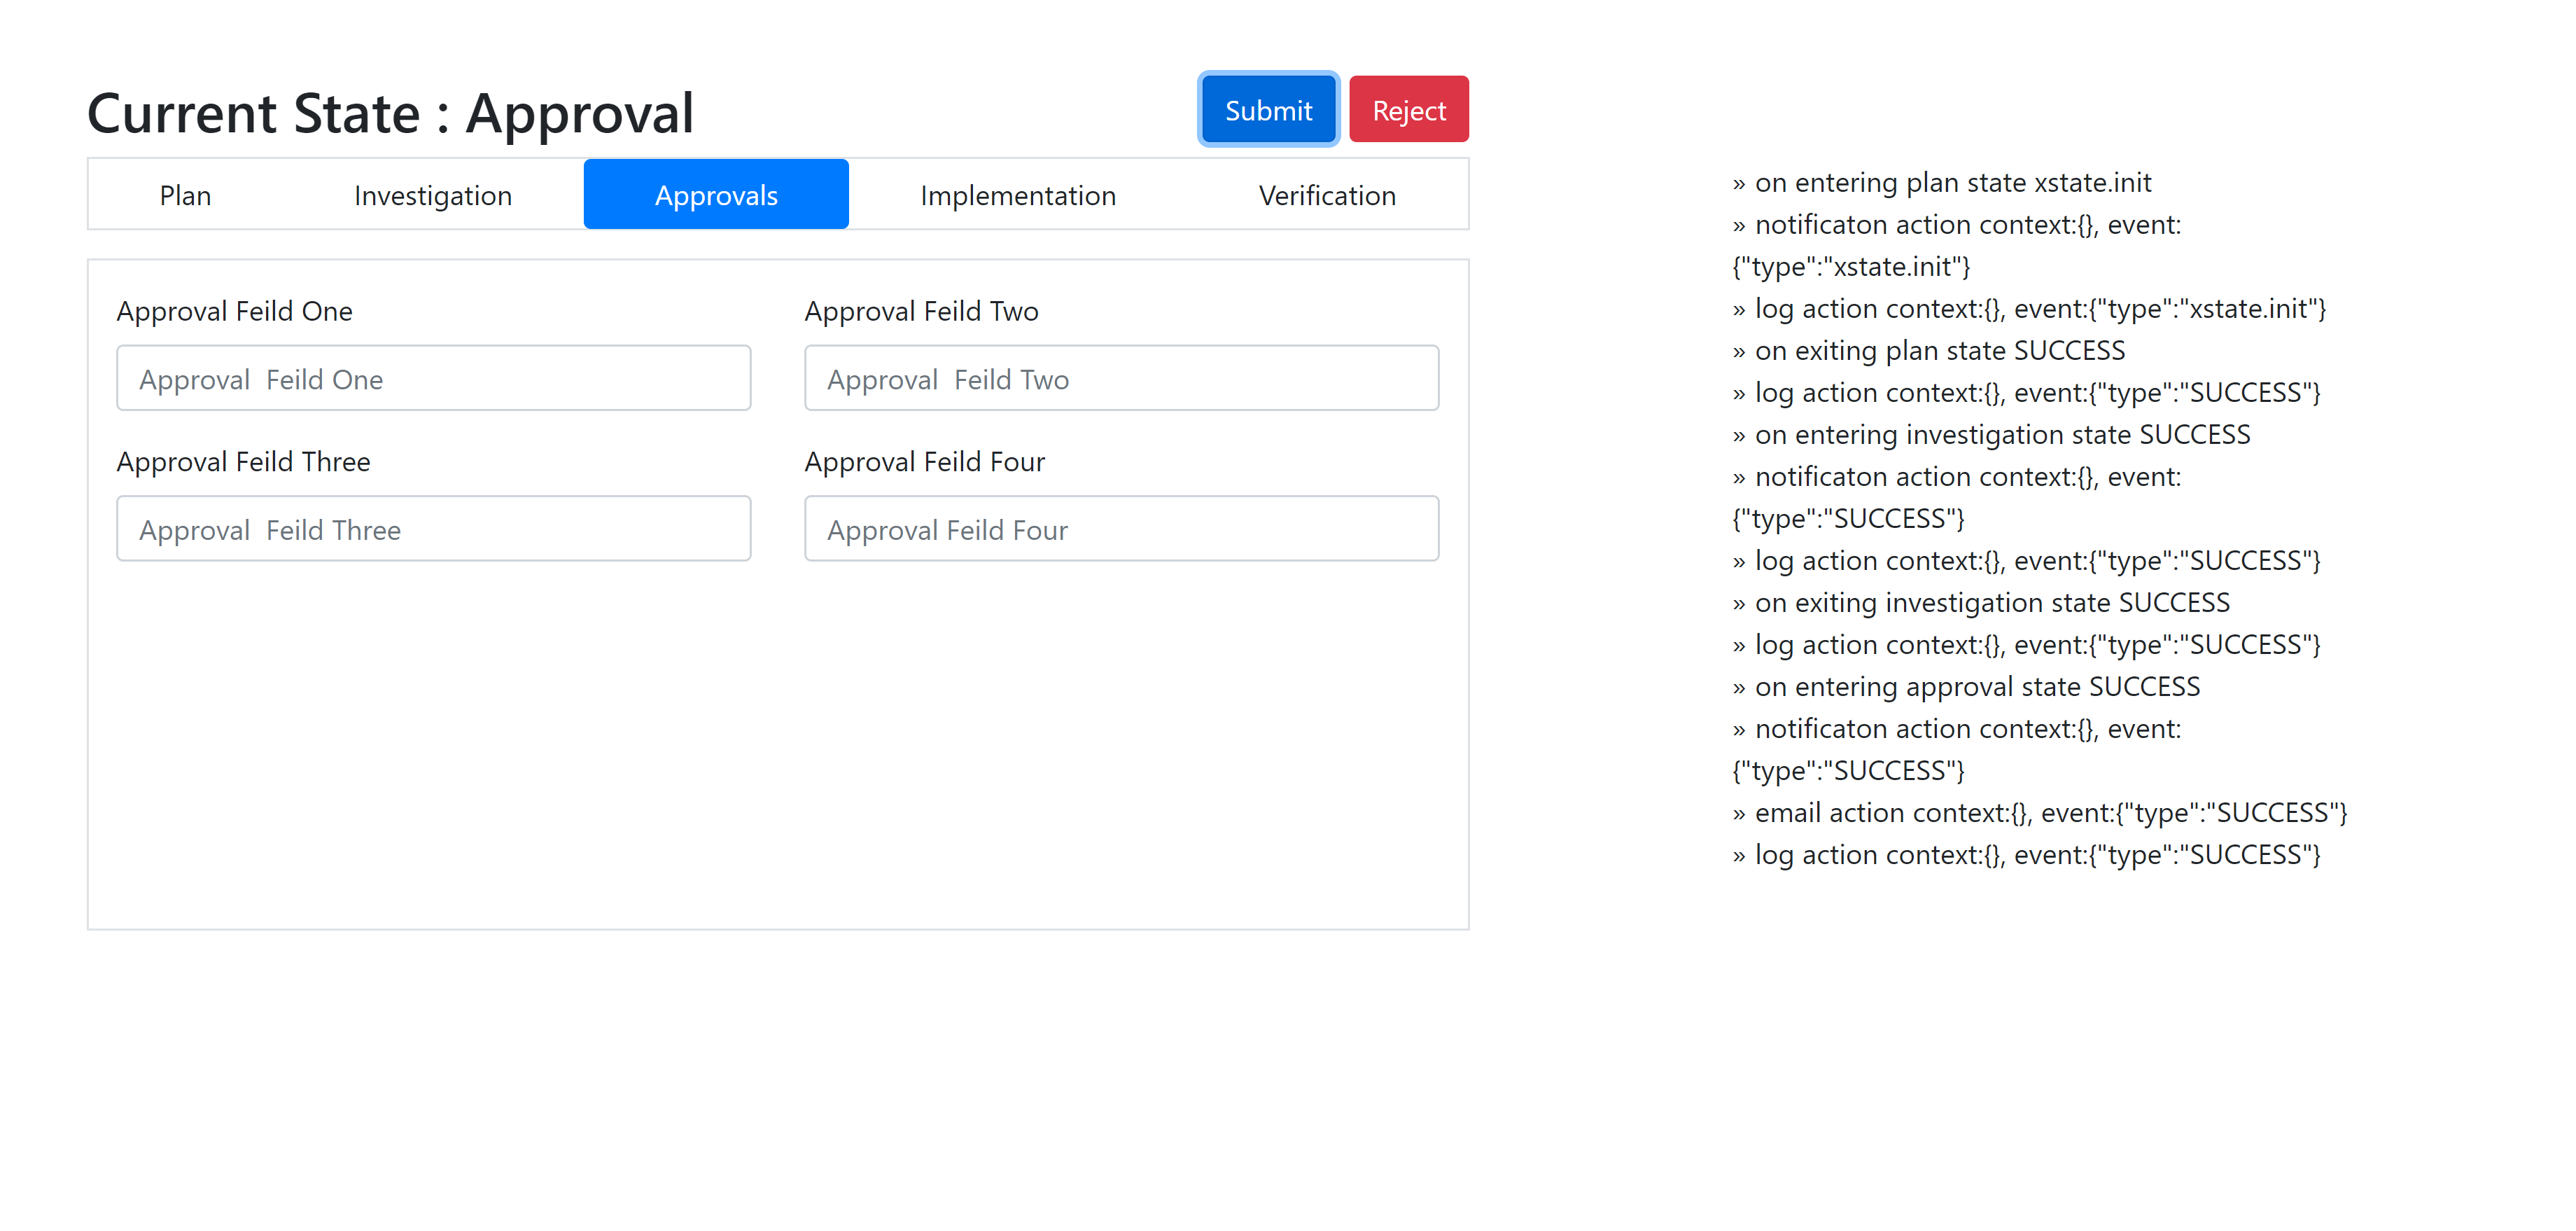 Current State : Approval
Submit
Reject
Plan
Investigation
Approvals
Implementation
Verification
Approval Feild One
Approval Feild Two
Approval  Feild One
Approval  Feild Two
Approval Feild Three
Approval Feild Four
Approval  Feild Three
Approval Feild Four
» on entering plan state xstate.init
» notificaton action context:{}, event:
{"type":"xstate.init"}
» log action context:{}, event:{"type":"xstate.init"}
» on exiting plan state SUCCESS
» log action context:{}, event:{"type":"SUCCESS"}
» on entering investigation state SUCCESS
» notificaton action context:{}, event:
{"type":"SUCCESS"}
» log action context:{}, event:{"type":"SUCCESS"}
» on exiting investigation state SUCCESS
» log action context:{}, event:{"type":"SUCCESS"}
» on entering approval state SUCCESS
» notificaton action context:{}, event:
{"type":"SUCCESS"}
» email action context:{}, event:{"type":"SUCCESS"}
» log action context:{}, event:{"type":"SUCCESS"}